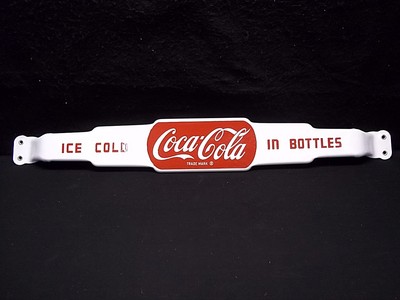 ICE COLD Coca-Cola IN BOTTLES
TRADE MARK ®